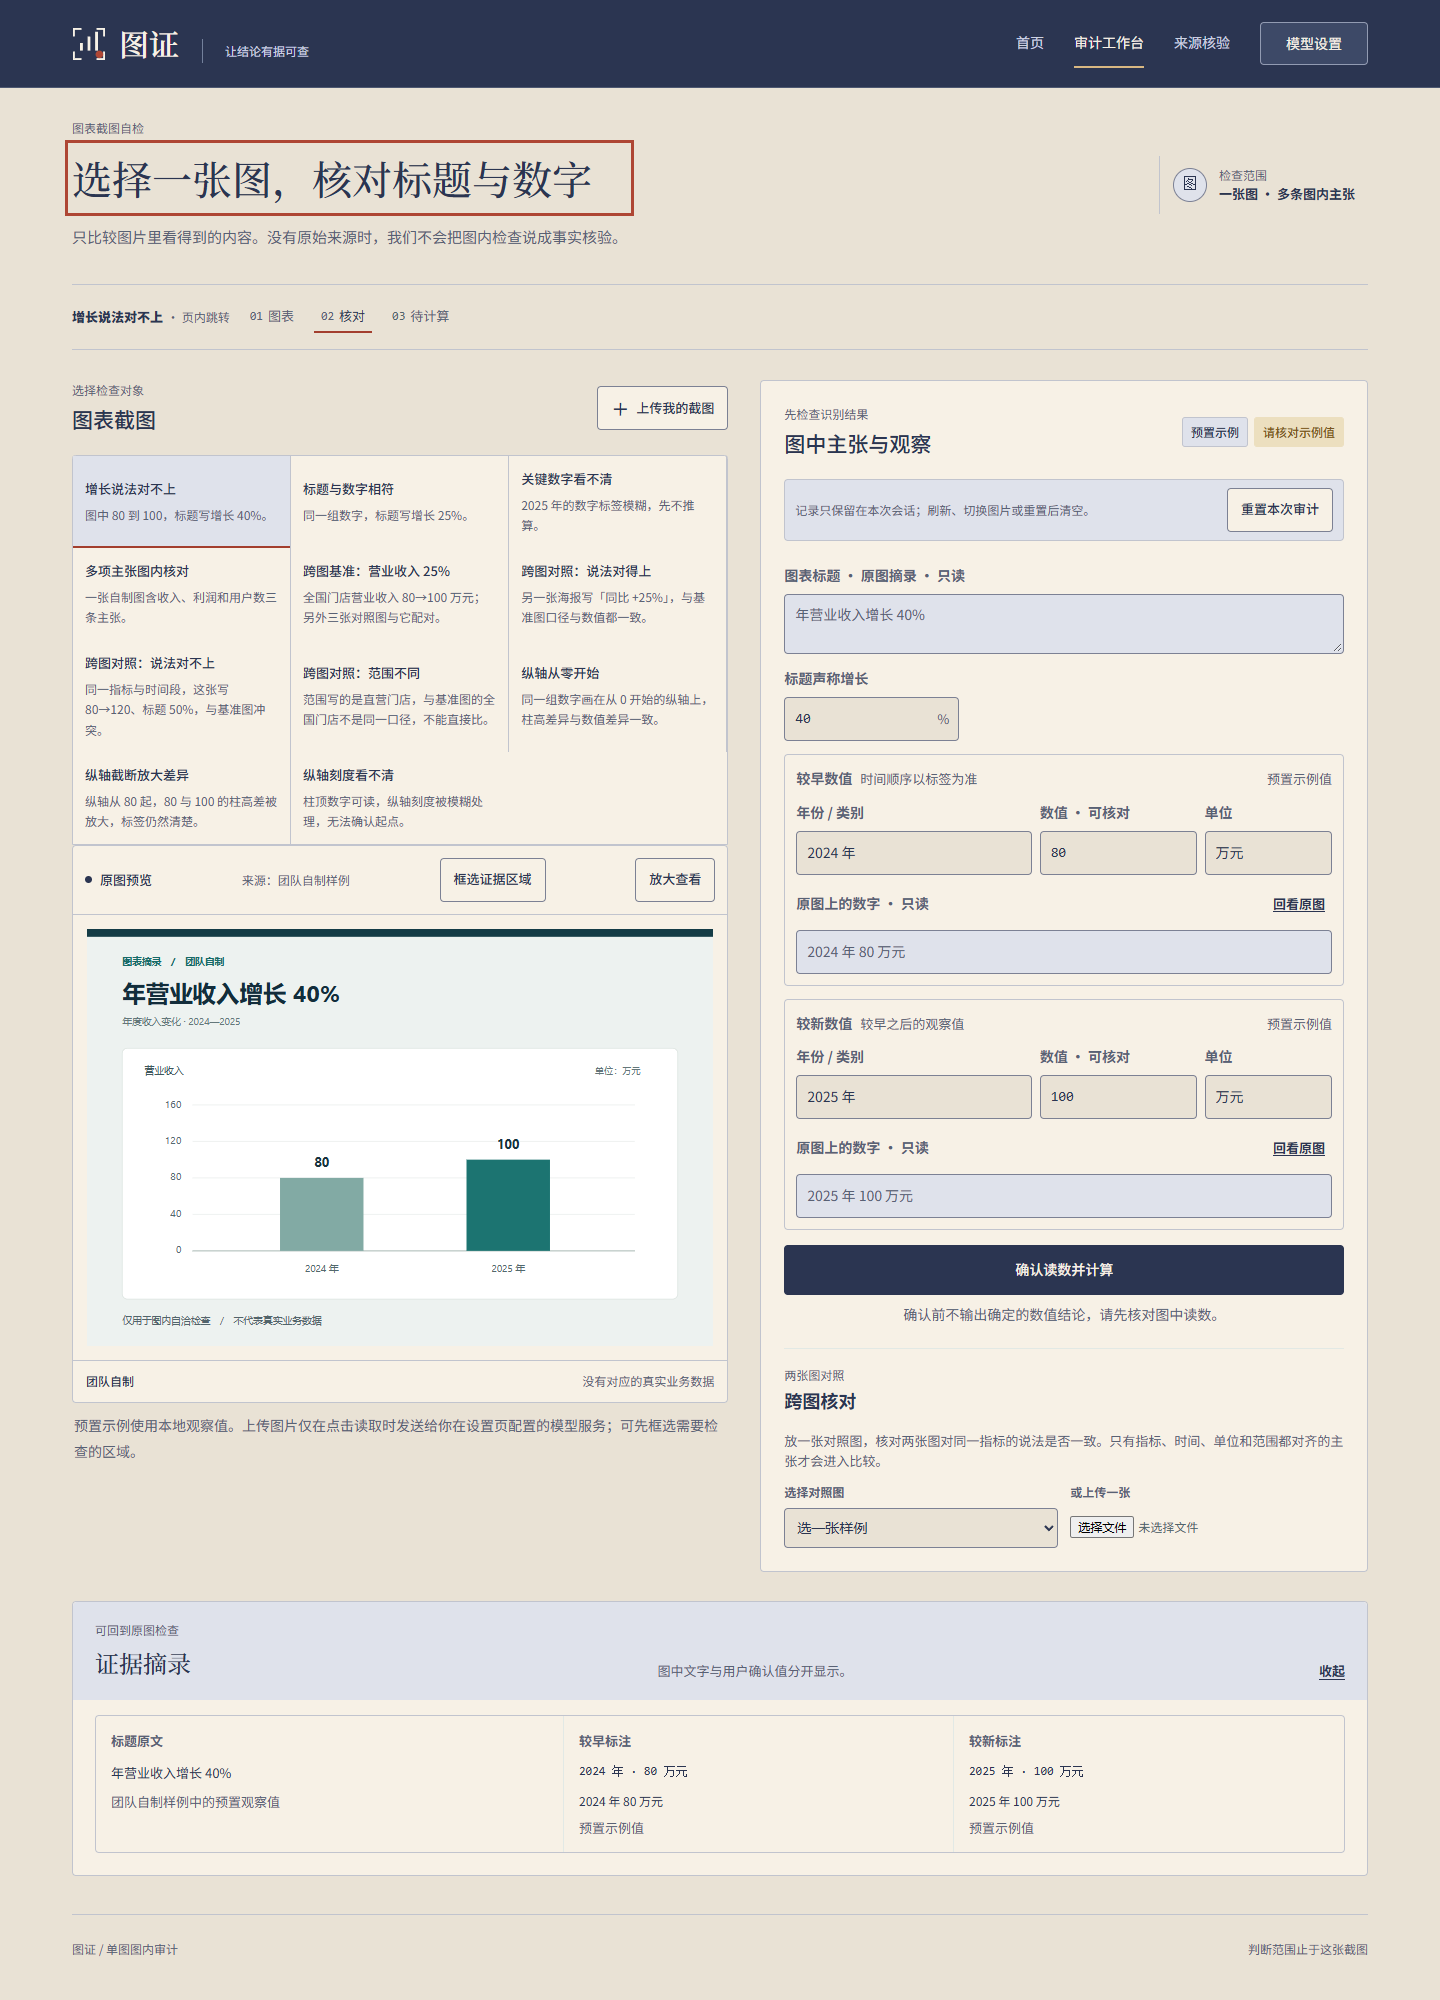 图证
让结论有据可查
首页
审计工作台
来源核验
模型设置
图表截图自检
选择一张图，核对标题与数字
只比较图片里看得到的内容。没有原始来源时，我们不会把图内检查说成事实核验。
图
检查范围
一张图 · 多条图内主张
增长说法对不上 · 页内跳转
01 图表
02 核对
03 待计算
选择检查对象
图表截图
＋ 上传我的截图
增长说法对不上
图中 80 到 100，标题写增长 40%。
标题与数字相符
同一组数字，标题写增长 25%。
关键数字看不清
2025 年的数字标签模糊，先不推
算。
多项主张图内核对
一张自制图含收入、利润和用户数三
条主张。
跨图基准：营业收入 25%
全国门店营业收入 80→100 万元；
另外三张对照图与它配对。
跨图对照：说法对得上
另一张海报写「同比 +25%」，与基
准图口径与数值都一致。
跨图对照：说法对不上
同一指标与时间段，这张写
80→120、标题 50%，与基准图冲
突。
跨图对照：范围不同
范围写的是直营门店，与基准图的全
国门店不是同一口径，不能直接比。
纵轴从零开始
同一组数字画在从 0 开始的纵轴上，
柱高差异与数值差异一致。
纵轴截断放大差异
纵轴从 80 起，80 与 100 的柱高差被
放大，标签仍然清楚。
纵轴刻度看不清
柱顶数字可读，纵轴刻度被模糊处
理，无法确认起点。
原图预览
来源：团队自制样例
框选证据区域
放大查看
图表摘录 / 团队自制
年营业收入增长 40%
年度收入变化 · 2024—2025
营业收入
单位：万元
160
120
80
40
0
80
100
2024 年
2025 年
仅用于图内自洽检查 / 不代表真实业务数据
团队自制
没有对应的真实业务数据
预置示例使用本地观察值。上传图片仅在点击读取时发送给你在设置页配置的模型服务；可先框选需要检
查的区域。
先检查识别结果
图中主张与观察
预置示例
请核对示例值
记录只保留在本次会话；刷新、切换图片或重置后清空。
重置本次审计
图表标题 · 原图摘录 · 只读
年营业收入增长 40%
标题声称增长
40
%
较早数值 时间顺序以标签为准
预置示例值
年份 / 类别
数值 · 可核对
单位
2024 年
80
万元
原图上的数字 · 只读
回看原图
2024 年 80 万元
较新数值 较早之后的观察值
预置示例值
年份 / 类别
数值 · 可核对
单位
2025 年
100
万元
原图上的数字 · 只读
回看原图
2025 年 100 万元
确认读数并计算
确认前不输出确定的数值结论，请先核对图中读数。
两张图对照
跨图核对
放一张对照图，核对两张图对同一指标的说法是否一致。只有指标、时间、单位和范围都对齐的主
张才会进入比较。
选择对照图
或上传一张
选一张样例
选择文件 未选择文件
可回到原图检查
证据摘录
图中文字与用户确认值分开显示。
收起
标题原文
年营业收入增长 40%
团队自制样例中的预置观察值
较早标注
2024 年 · 80 万元
2024 年 80 万元
预置示例值
较新标注
2025 年 · 100 万元
2025 年 100 万元
预置示例值
图证 / 单图图内审计
判断范围止于这张截图